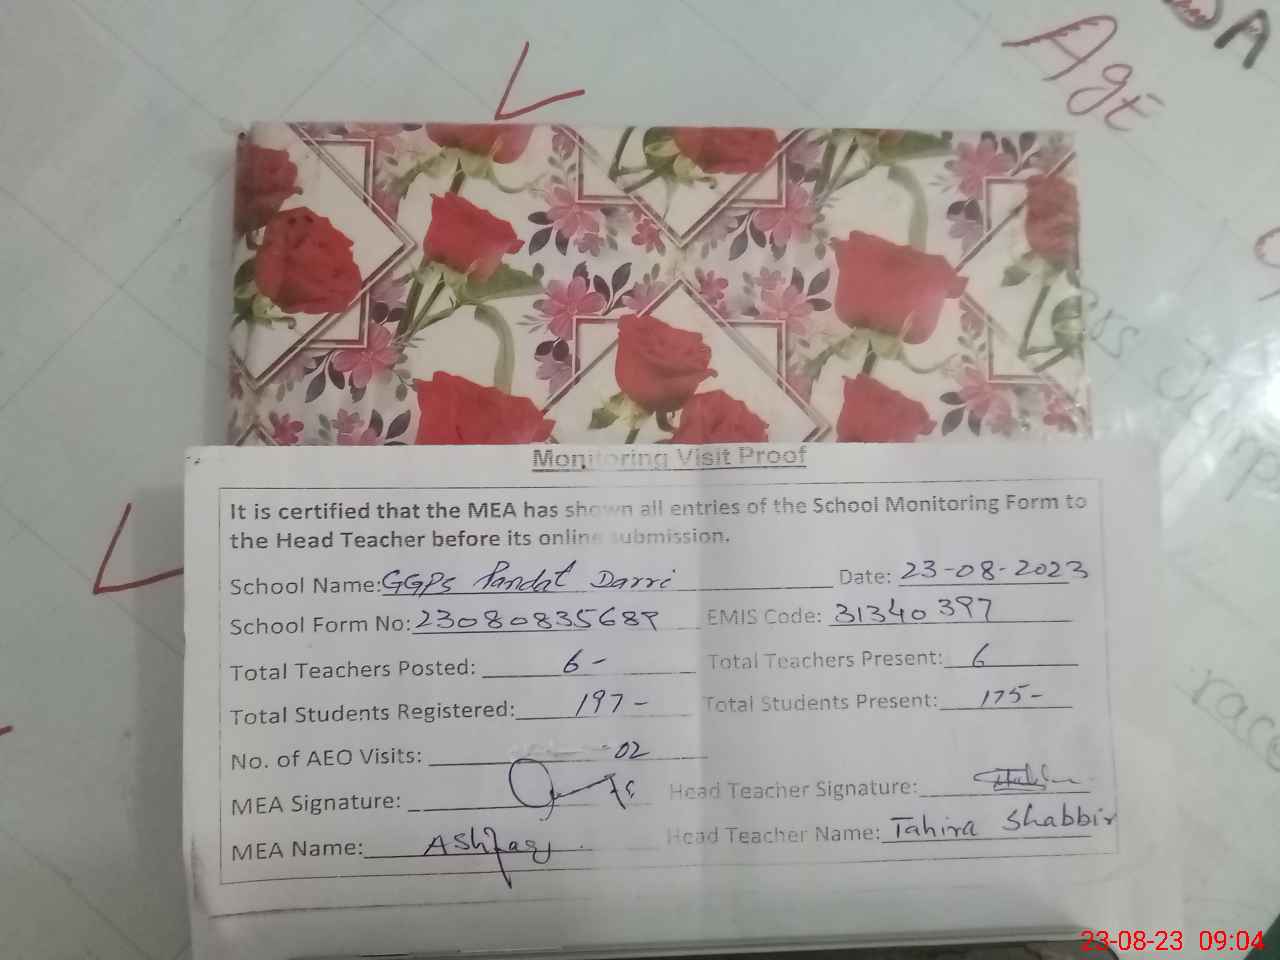 DA
Age
Monitoring Visit Proof
It is certified that the MEA has shown all entries of the School Monitoring Form to
the Head Teacher before its online submission.
School Name: GGPS Pandat Darri Date: 23-08-2023
School Form No: 23080835689 EMIS Code: 31340397
Total Teachers Posted: 6- Total Teachers Present: 6
Total Students Registered: 197- Total Students Present: 175-
No. of AEO Visits: 02
MEA Signature: Head Teacher Signature:
MEA Name: Ashfaq Head Teacher Name: Tahira Shabbir
23-08-23 09:04